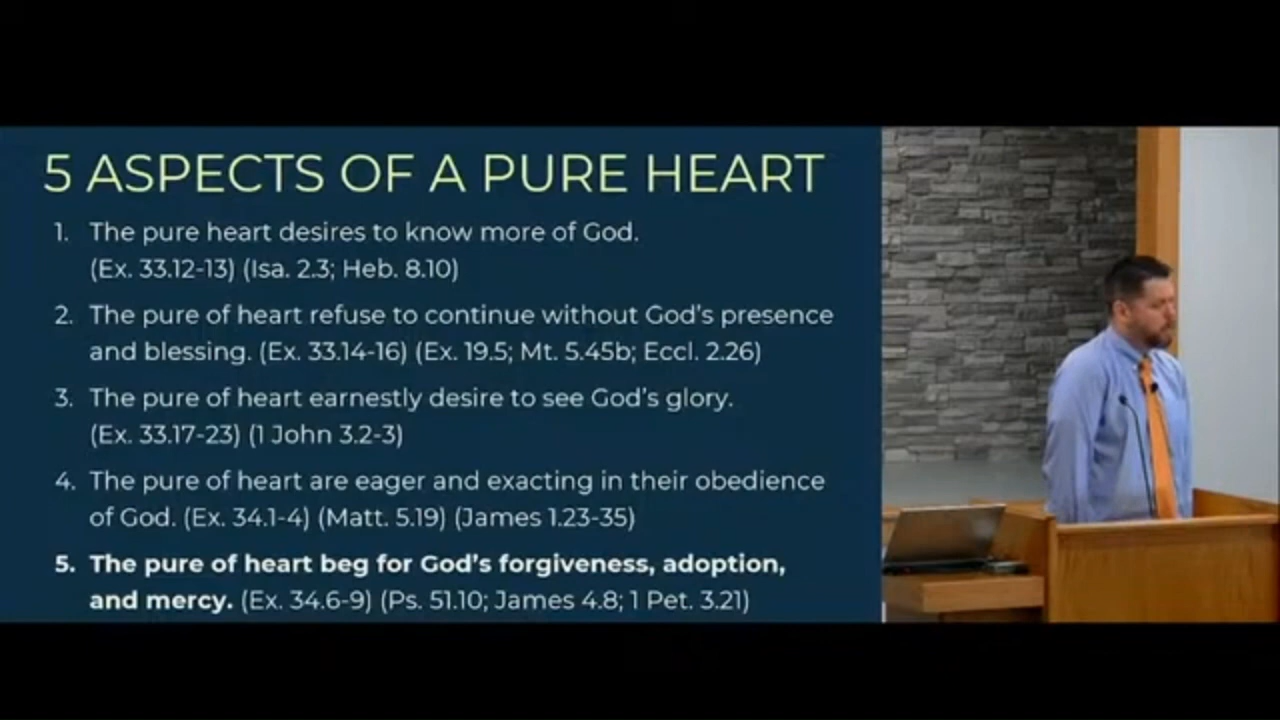 5 ASPECTS OF A PURE HEART
1. The pure heart desires to know more of God.
(Ex. 33.12-13) (Isa. 2.3; Heb. 8.10)
2. The pure of heart refuse to continue without God's presence
and blessing. (Ex. 33.14-16) (Ex. 19.5; Mt. 5.45b; Eccl. 2.26)
3. The pure of heart earnestly desire to see God's glory.
(Ex. 33.17-23) (1 John 3.2-3)
4. The pure of heart are eager and exacting in their obedience
of God. (Ex. 34.1-4) (Matt. 5.19) (James 1.23-35)
5. The pure of heart beg for God's forgiveness, adoption,
and mercy. (Ex. 34.6-9) (Ps. 51.10; James 4.8; 1 Pet. 3.21)